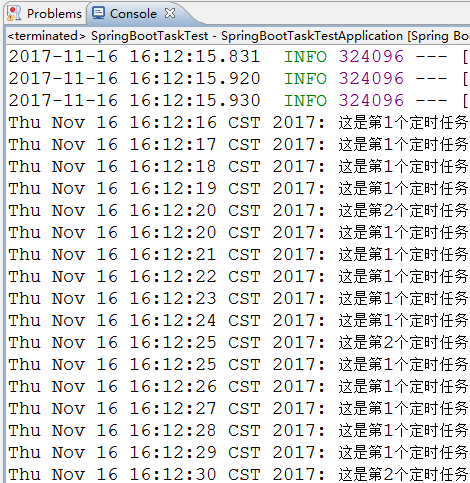 Problems Console
<terminated> SpringBootTaskTest - SpringBootTaskTestApplication [Spring Boo
2017-11-16 16:12:15.831  INFO 324096 --- [
2017-11-16 16:12:15.920  INFO 324096 --- [
2017-11-16 16:12:15.930  INFO 324096 --- [
Thu Nov 16 16:12:16 CST 2017: 这是第1个定时任务
Thu Nov 16 16:12:17 CST 2017: 这是第1个定时任务
Thu Nov 16 16:12:18 CST 2017: 这是第1个定时任务
Thu Nov 16 16:12:19 CST 2017: 这是第1个定时任务
Thu Nov 16 16:12:20 CST 2017: 这是第2个定时任务
Thu Nov 16 16:12:20 CST 2017: 这是第1个定时任务
Thu Nov 16 16:12:21 CST 2017: 这是第1个定时任务
Thu Nov 16 16:12:22 CST 2017: 这是第1个定时任务
Thu Nov 16 16:12:23 CST 2017: 这是第1个定时任务
Thu Nov 16 16:12:24 CST 2017: 这是第1个定时任务
Thu Nov 16 16:12:25 CST 2017: 这是第2个定时任务
Thu Nov 16 16:12:25 CST 2017: 这是第1个定时任务
Thu Nov 16 16:12:26 CST 2017: 这是第1个定时任务
Thu Nov 16 16:12:27 CST 2017: 这是第1个定时任务
Thu Nov 16 16:12:28 CST 2017: 这是第1个定时任务
Thu Nov 16 16:12:29 CST 2017: 这是第1个定时任务
Thu Nov 16 16:12:30 CST 2017: 这是第2个定时任务